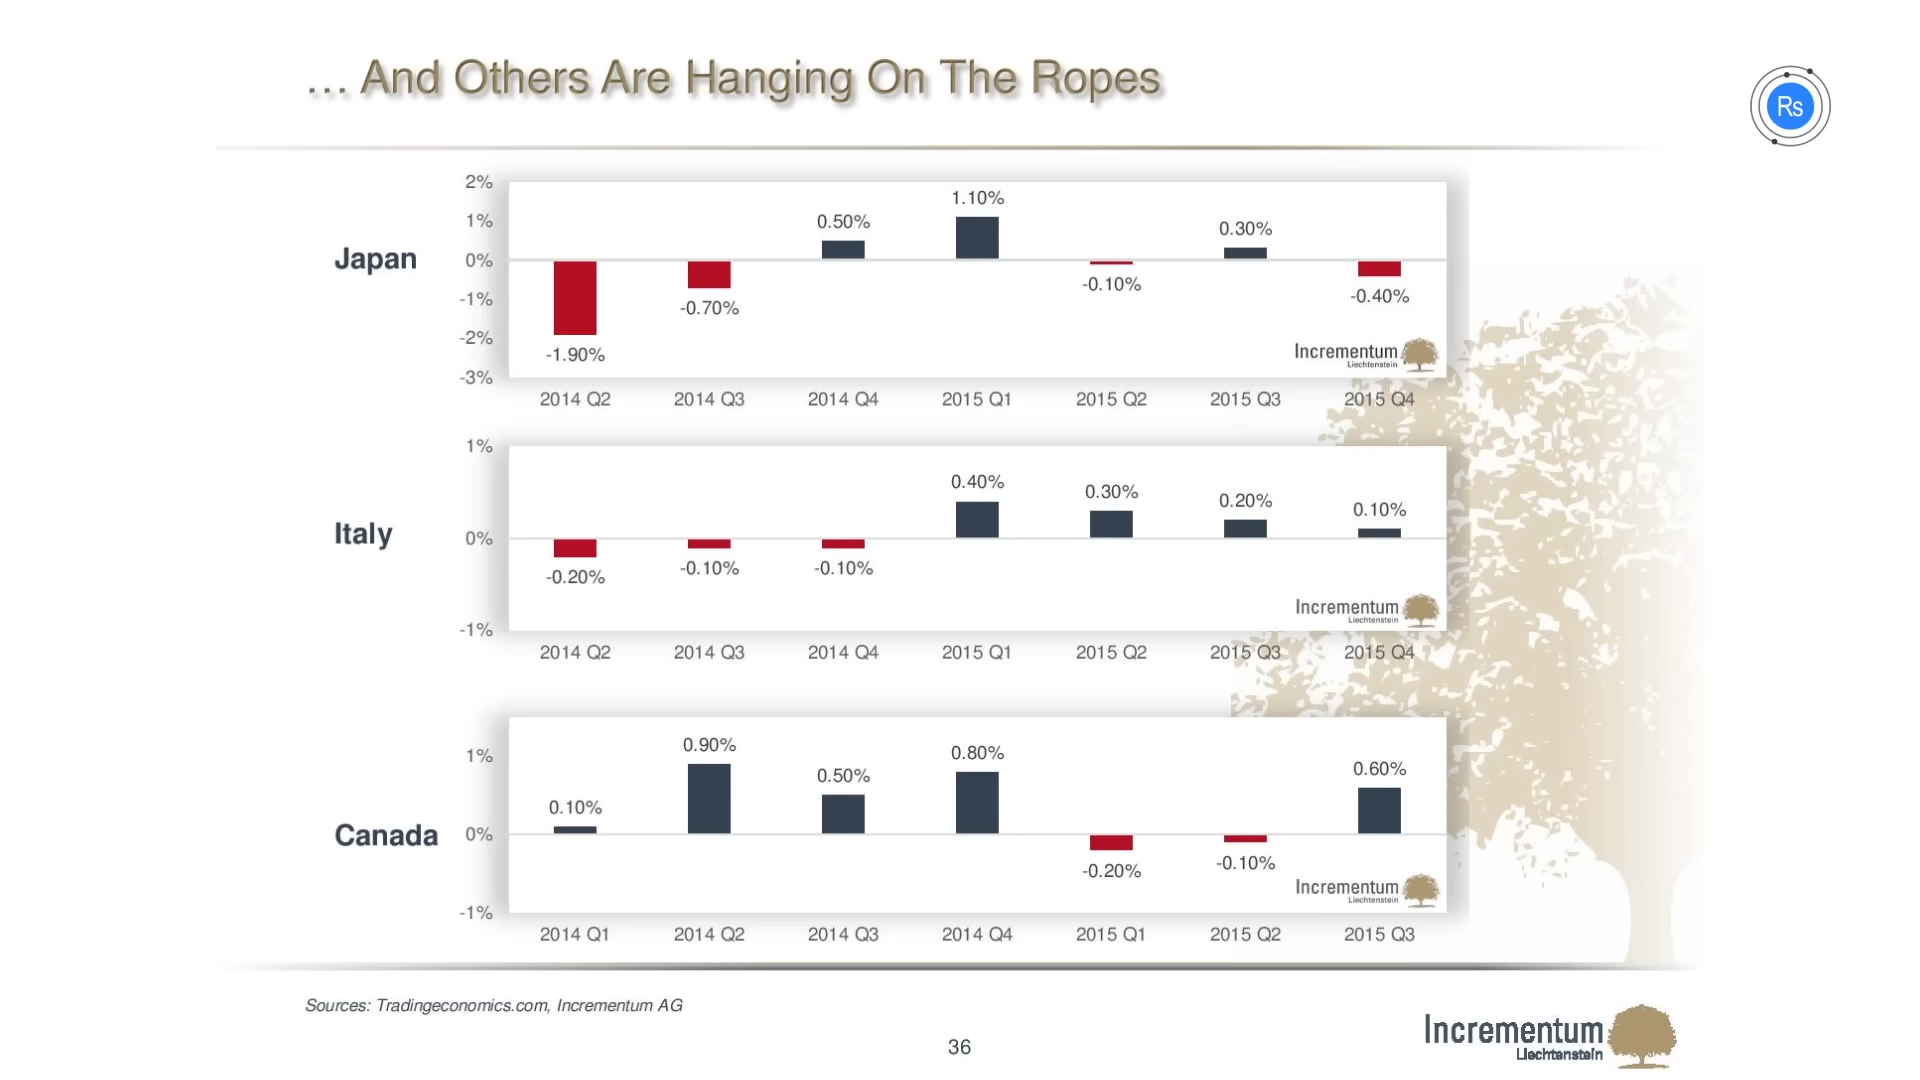 … And Others Are Hanging On The Ropes
Rs
Japan
2%
1%
0%
-1%
-2%
-3%
-1.90%
-0.70%
0.50%
1.10%
-0.10%
0.30%
-0.40%
Incrementum
Liechtenstein
2014 Q2 2014 Q3 2014 Q4 2015 Q1 2015 Q2 2015 Q3 2015 Q4
Italy
1%
0%
-1%
-0.20%
-0.10%
-0.10%
0.40%
0.30%
0.20%
0.10%
Incrementum
Liechtenstein
2014 Q2 2014 Q3 2014 Q4 2015 Q1 2015 Q2 2015 Q3 2015 Q4
Canada
1%
0%
-1%
0.10%
0.90%
0.50%
0.80%
-0.20%
-0.10%
0.60%
Incrementum
Liechtenstein
2014 Q1 2014 Q2 2014 Q3 2014 Q4 2015 Q1 2015 Q2 2015 Q3
Sources: Tradingeconomics.com, Incrementum AG
36
Incrementum
Liechtenstein